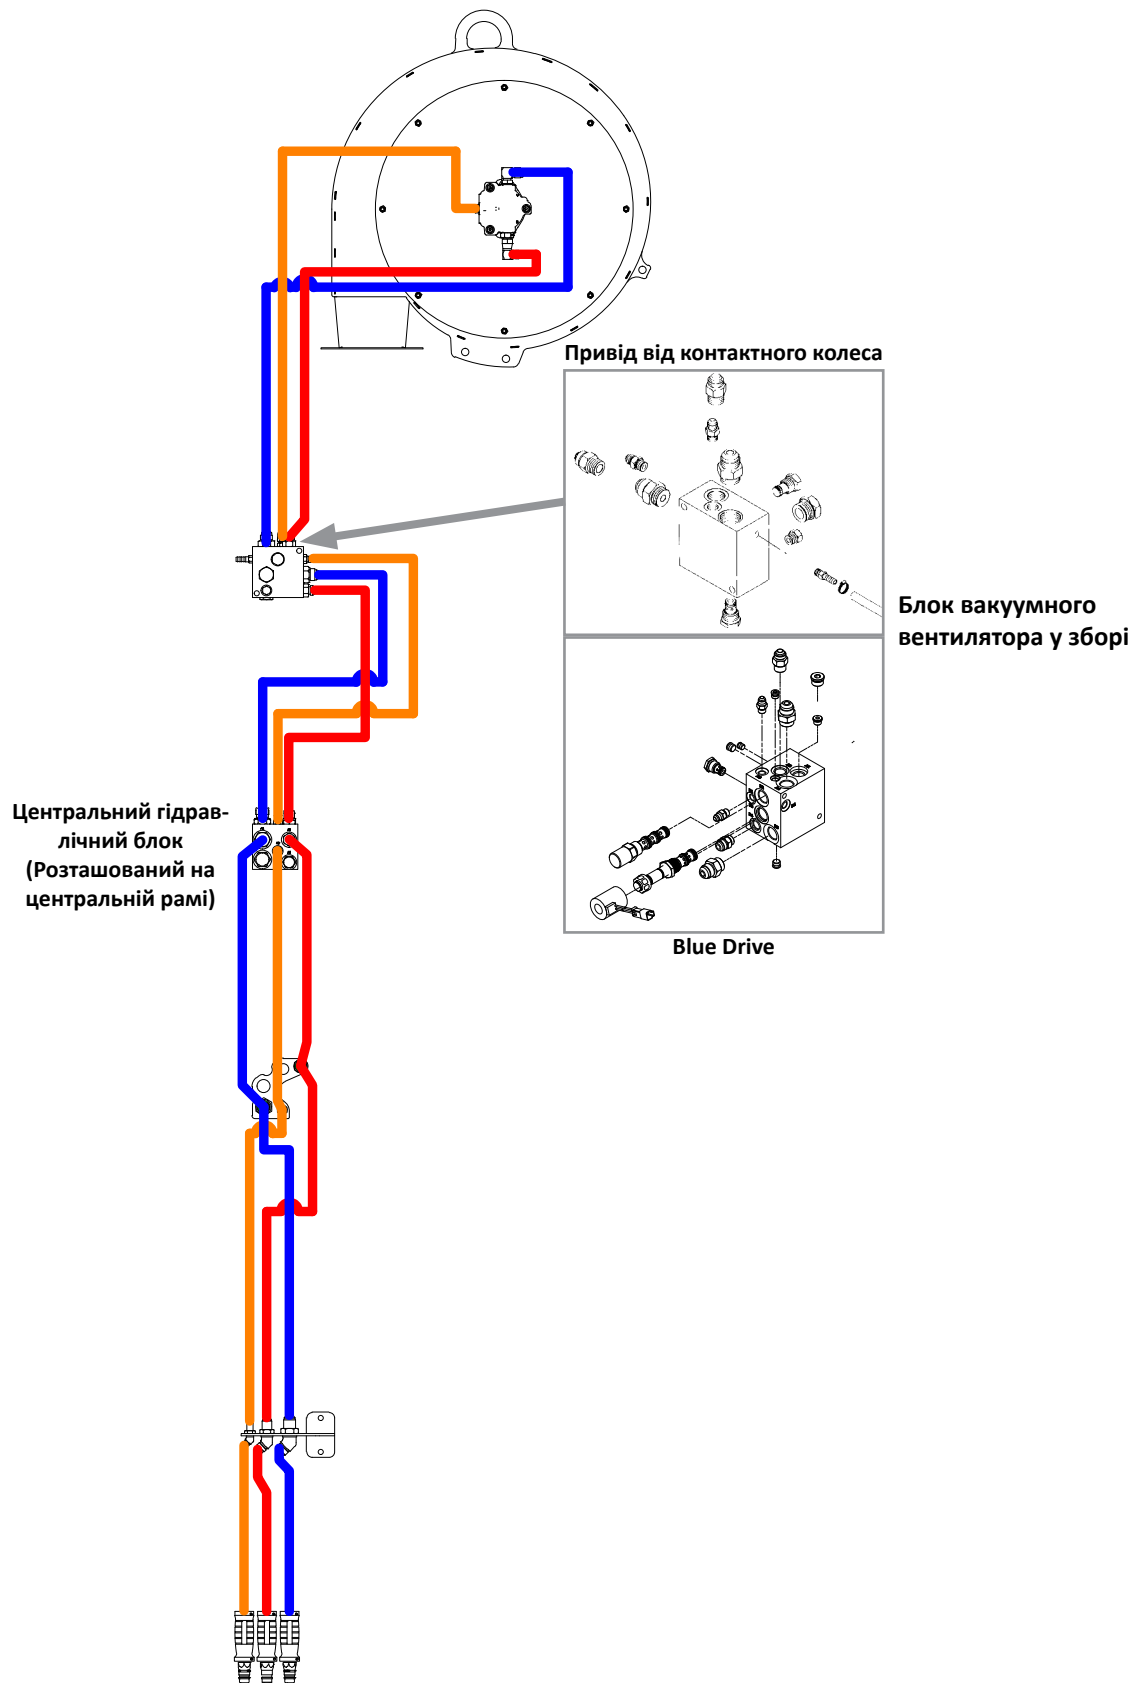 Привід від контактного колеса
Блок вакуумного
вентилятора у зборі
Центральний гідрав-
лічний блок
(Розташований на
центральній рамі)
Blue Drive